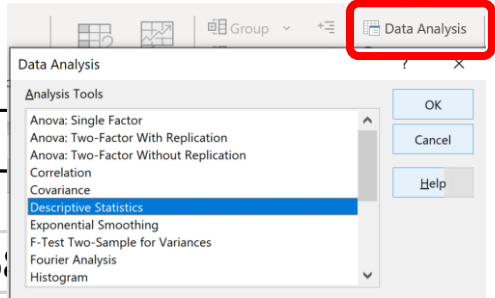 Group
Data Analysis
Data Analysis
?
Analysis Tools
OK
Anova: Single Factor
Anova: Two-Factor With Replication
Cancel
Anova: Two-Factor Without Replication
Correlation
Help
Covariance
Descriptive Statistics
Exponential Smoothing
F-Test Two-Sample for Variances
Fourier Analysis
Histogram